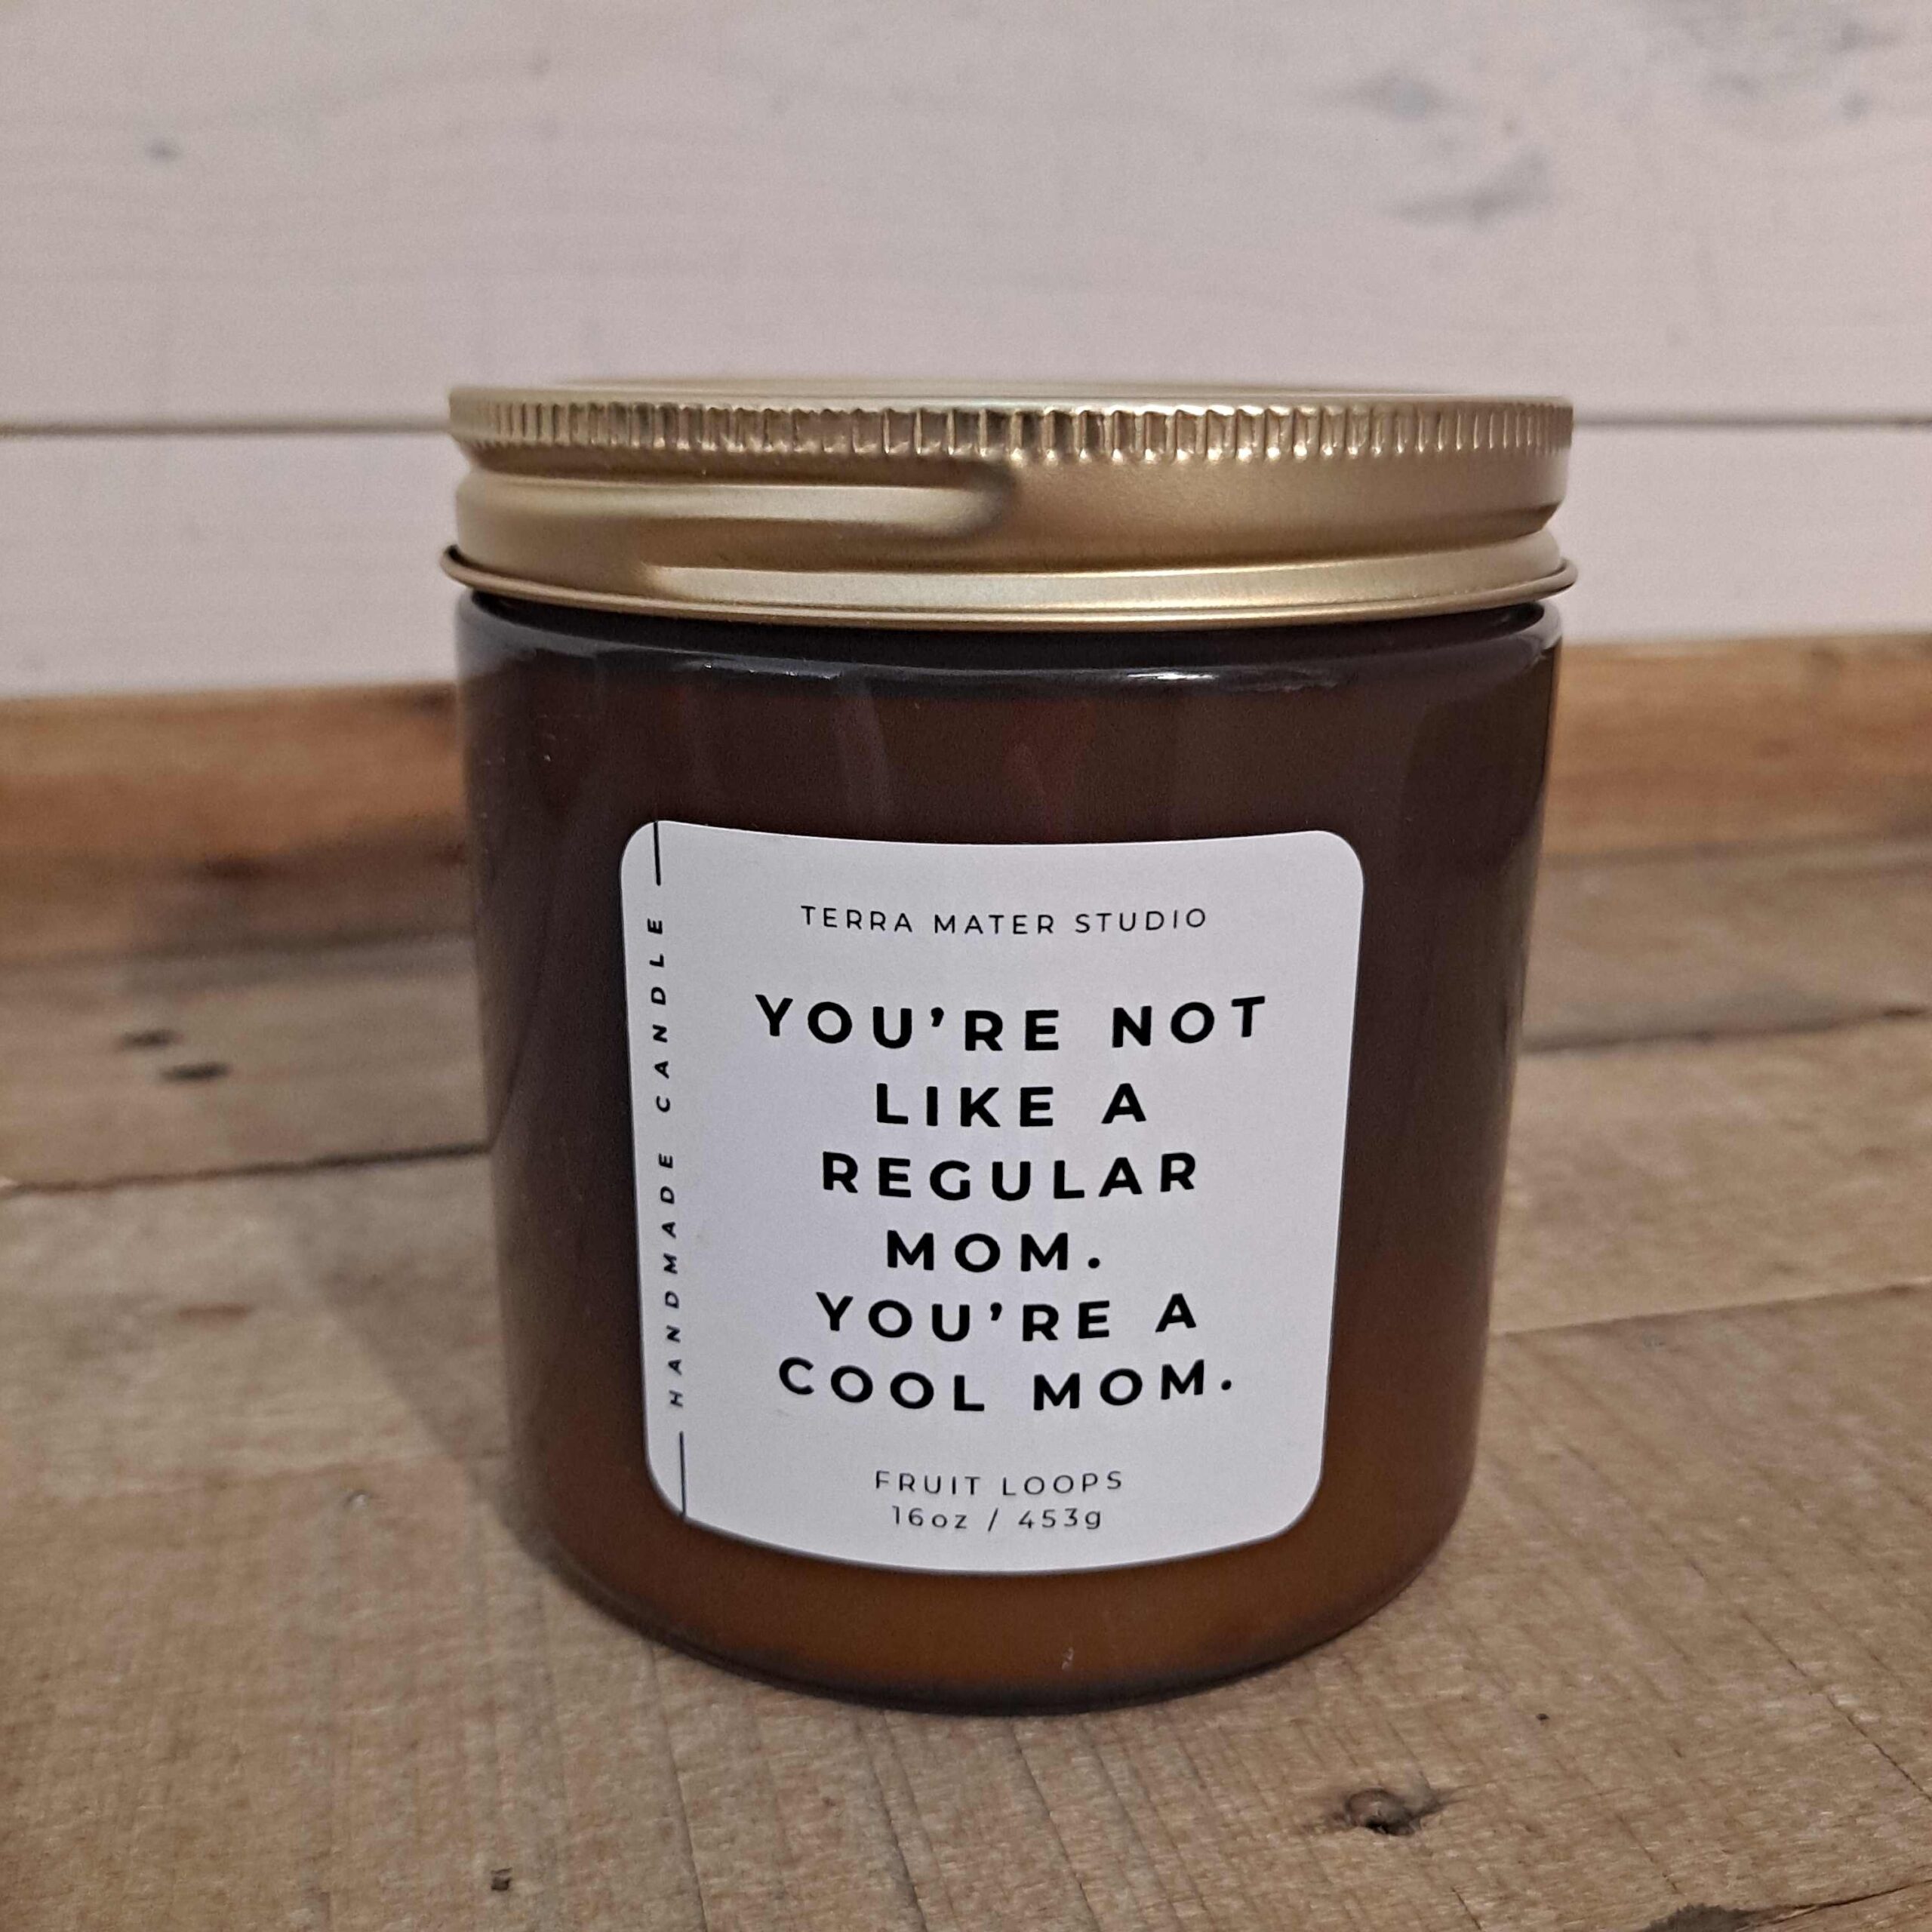 TERRA MATER STUDIO
YOU'RE NOT
LIKE A
REGULAR
MOM.
YOU'RE A
COOL MOM.
FRUIT LOOPS
16oz / 453g
HANDMADE CANDLE